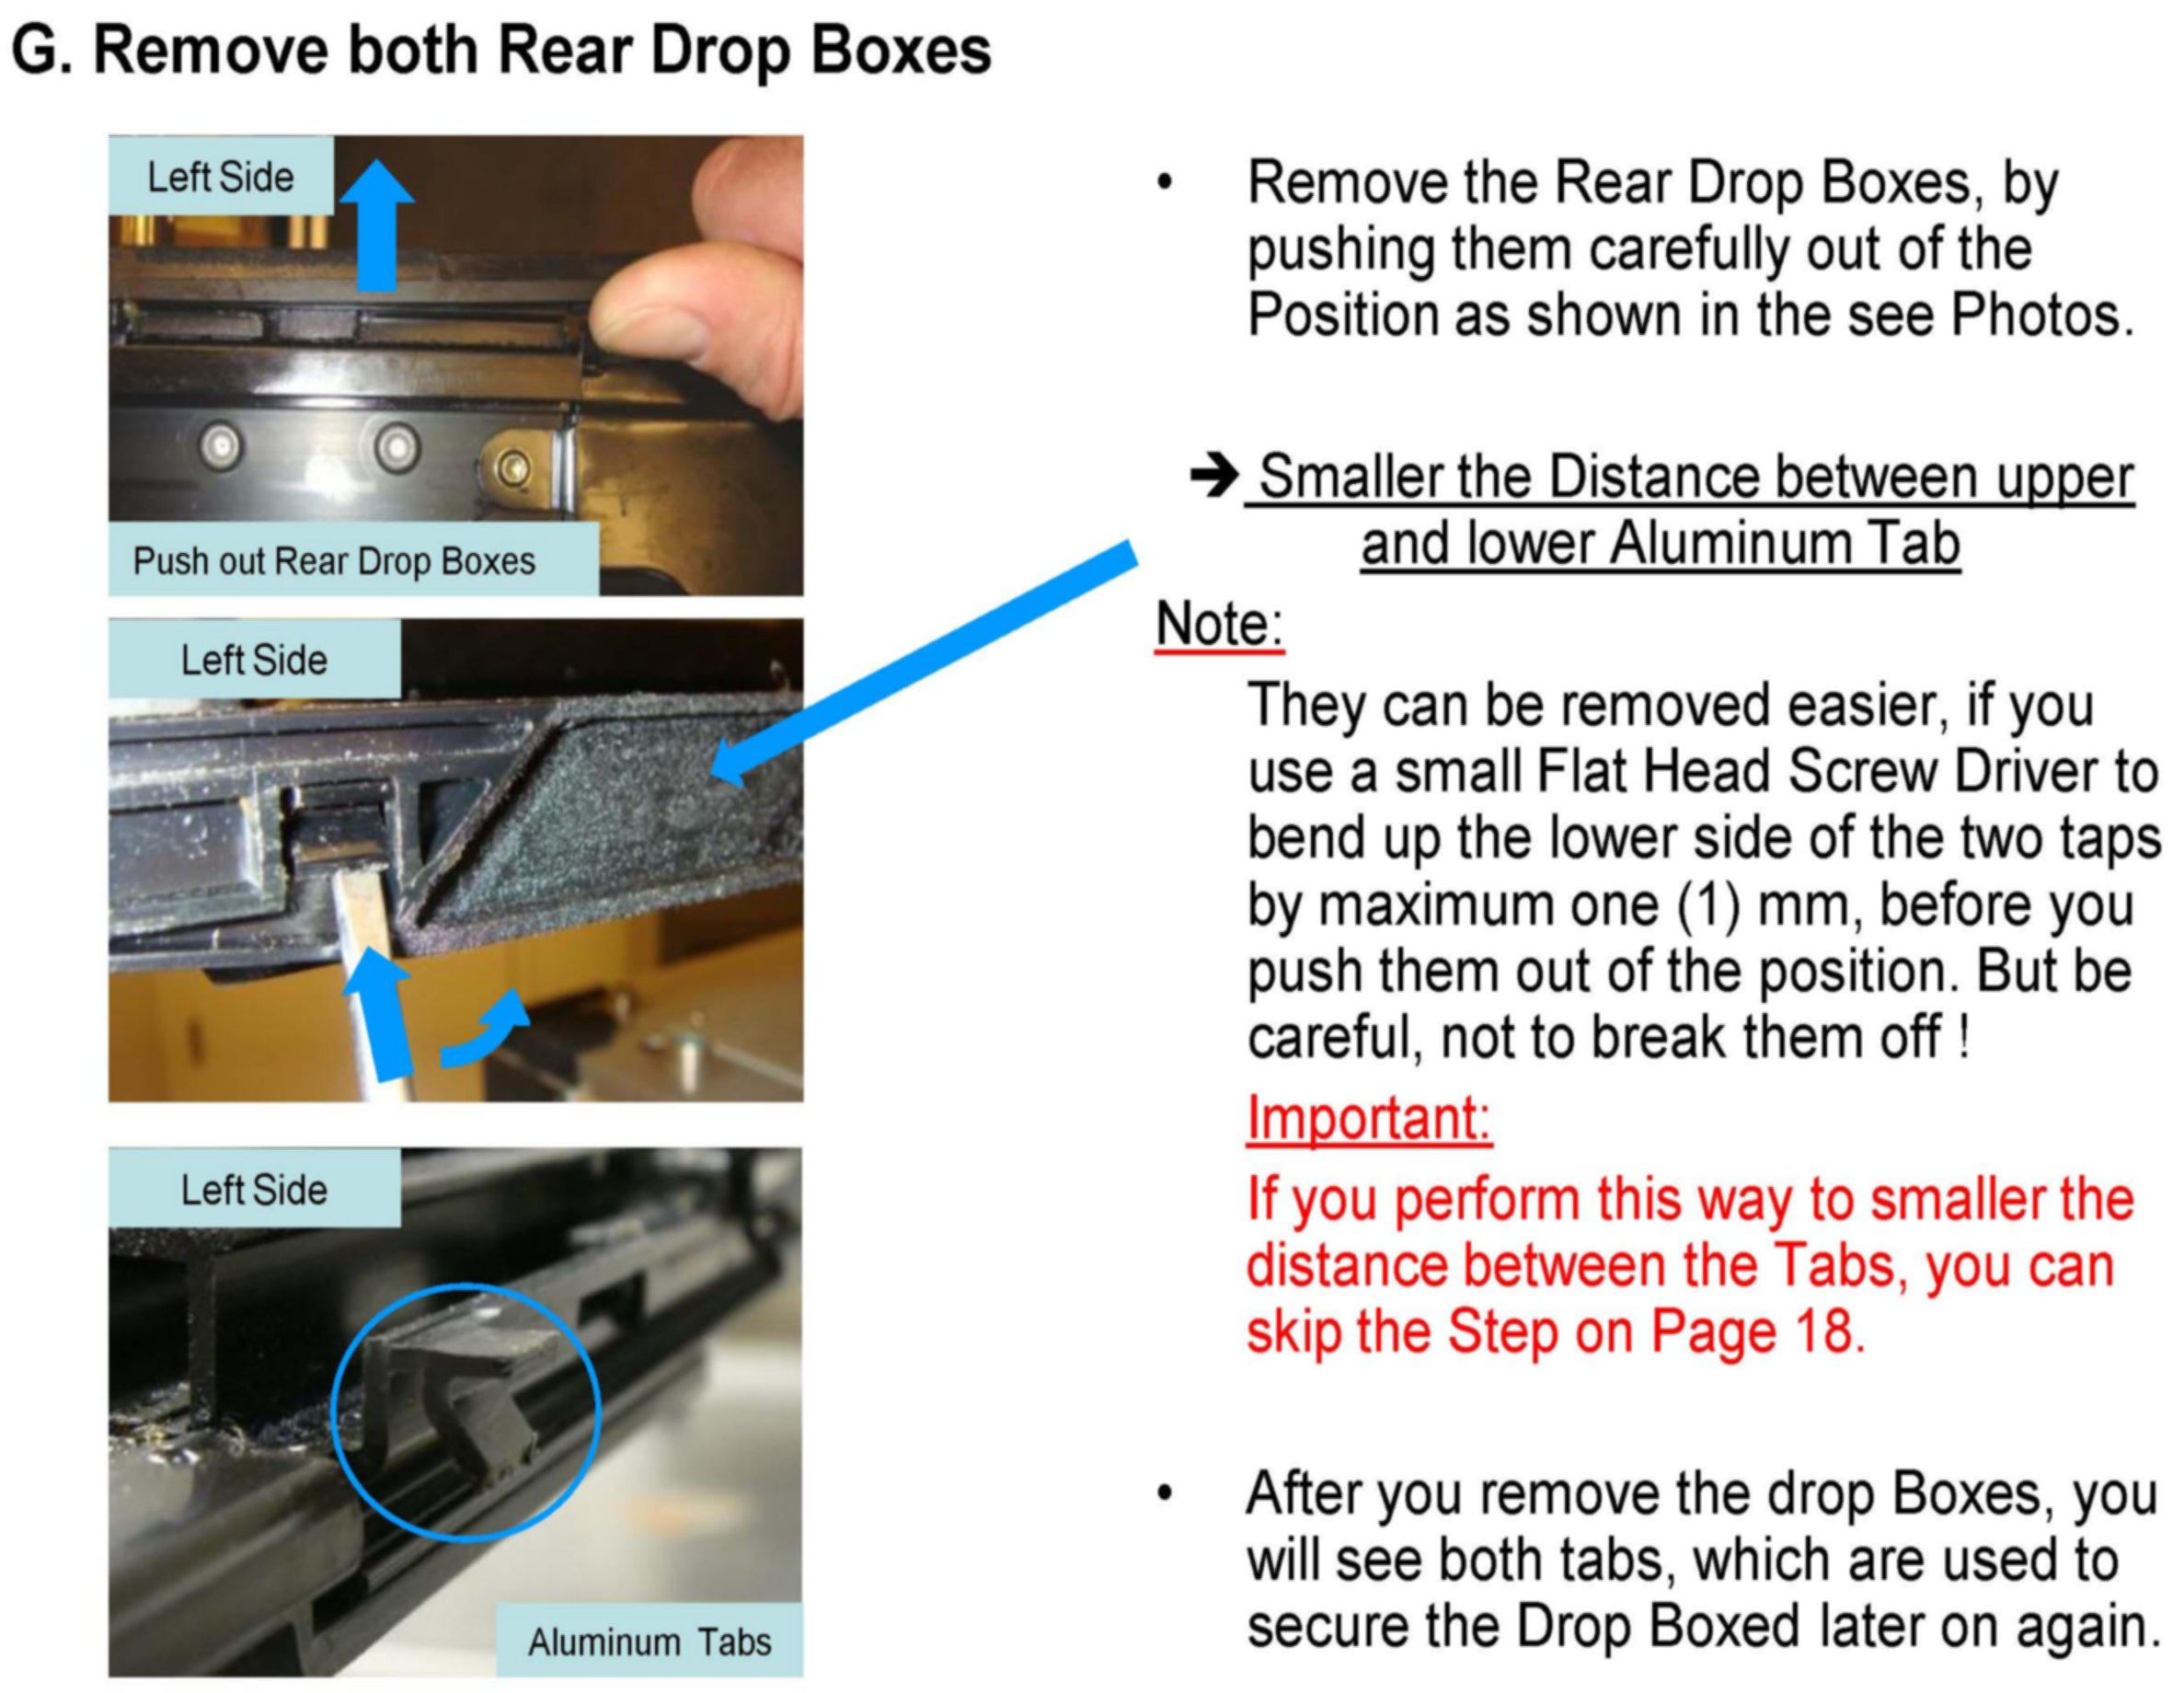 G. Remove both Rear Drop Boxes
Left Side
Push out Rear Drop Boxes
Left Side
Left Side
Aluminum Tabs
• Remove the Rear Drop Boxes, by
pushing them carefully out of the
Position as shown in the see Photos.
➔ Smaller the Distance between upper
and lower Aluminum Tab
Note:
They can be removed easier, if you
use a small Flat Head Screw Driver to
bend up the lower side of the two taps
by maximum one (1) mm, before you
push them out of the position. But be
careful, not to break them off !
Important:
If you perform this way to smaller the
distance between the Tabs, you can
skip the Step on Page 18.
• After you remove the drop Boxes, you
will see both tabs, which are used to
secure the Drop Boxed later on again.